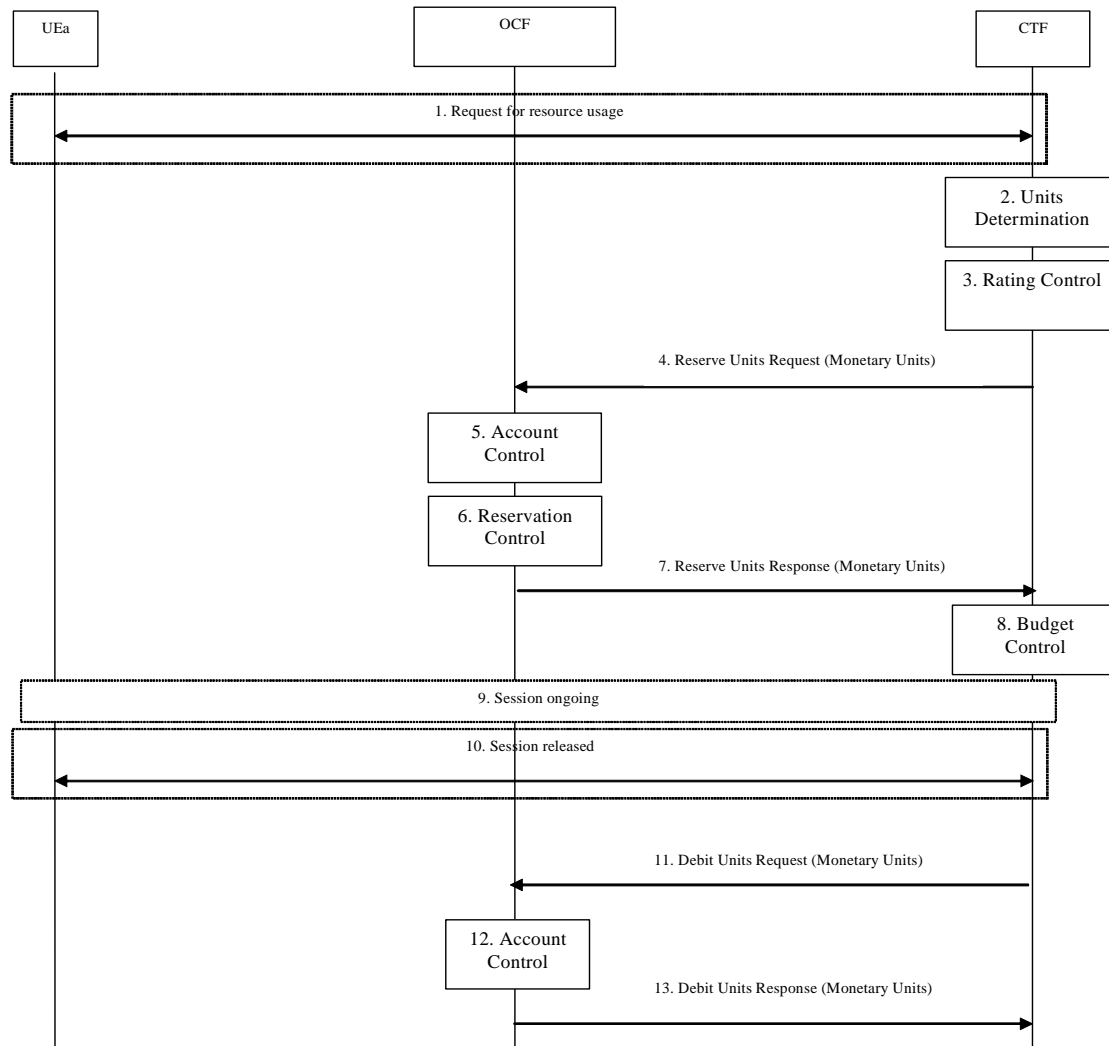 UEa
OCF
CTF
1. Request for resource usage
2. Units
Determination
3. Rating Control
4. Reserve Units Request (Monetary Units)
5. Account
Control
6. Reservation
Control
7. Reserve Units Response (Monetary Units)
8. Budget
Control
9. Session ongoing
10. Session released
11. Debit Units Request (Monetary Units)
12. Account
Control
13. Debit Units Response (Monetary Units)